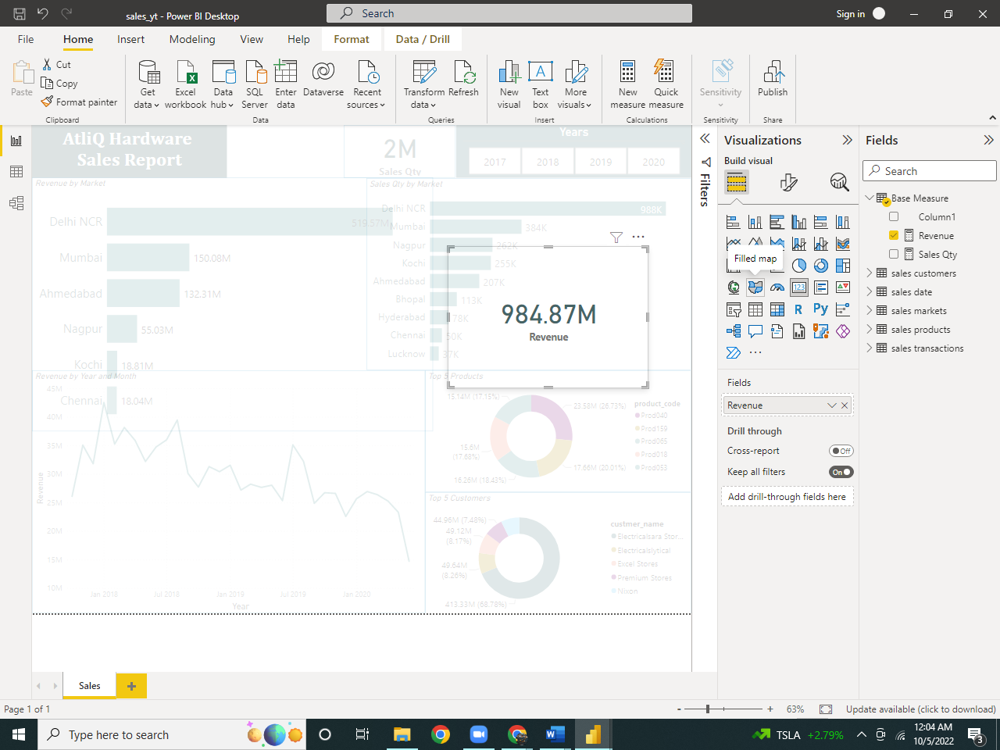 sales_yt - Power BI Desktop
Search
Sign in
File
Home
Insert
Modeling
View
Help
Format
Data / Drill
Paste
Cut
Copy
Format painter
Clipboard
Get data
Excel workbook
Data hub
SQL Server
Enter data
Dataverse
Recent sources
Data
Transform data
Refresh
Queries
New visual
Text box
More visuals
Insert
New measure
Quick measure
Calculations
Sensitivity
Sensitivity
Publish
Share
AtliQ Hardware
Sales Report
2M
Sales Qty
Years
2017
2018
2019
2020
Revenue by Market
Delhi NCR
519.57M
Mumbai
150.08M
Ahmedabad
132.31M
Nagpur
55.03M
Kochi
18.81M
Chennai
18.04M
Sales Qty by Market
Delhi NCR
988K
Mumbai
384K
Nagpur
262K
Kochi
255K
Ahmedabad
207K
Bhopal
113K
Hyderabad
78K
Chennai
50K
Lucknow
37K
984.87M
Revenue
Revenue by Year and Month
45M
40M
35M
30M
25M
20M
15M
10M
Revenue
Jan 2018
Jul 2018
Jan 2019
Jul 2019
Jan 2020
Year
Top 5 Products
15.14M (17.15%)
23.58M (26.73%)
15.6M
(17.68%)
16.26M (18.43%)
17.66M (20.01%)
product_code
Prod040
Prod159
Prod065
Prod018
Prod053
Top 5 Customers
44.96M (7.48%)
49.12M
(8.17%)
49.64M
(8.26%)
413.33M (68.78%)
custmer_name
Electricalsara Stor...
Electricalslytical
Excel Stores
Premium Stores
Nixon
Filters
Visualizations
Build visual
Filled map
123
R
Py
Fields
Revenue
Drill through
Cross-report
Off
Keep all filters
On
Add drill-through fields here
Fields
Search
Base Measure
Column1
Revenue
Sales Qty
sales customers
sales date
sales markets
sales products
sales transactions
Sales
Page 1 of 1
63%
Update available (click to download)
Type here to search
TSLA +2.79%
12:04 AM
10/5/2022
3